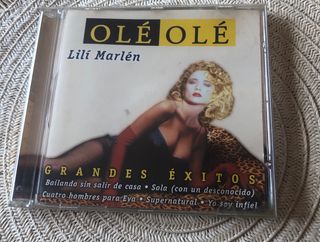 OLÉ OLÉ
Lilí Marlén
GRANDES ÉXITOS
Bailando sin salir de casa • Sola (con un desconocido)
Cuatro hombres para Eva • Supernatural • Yo soy infiel